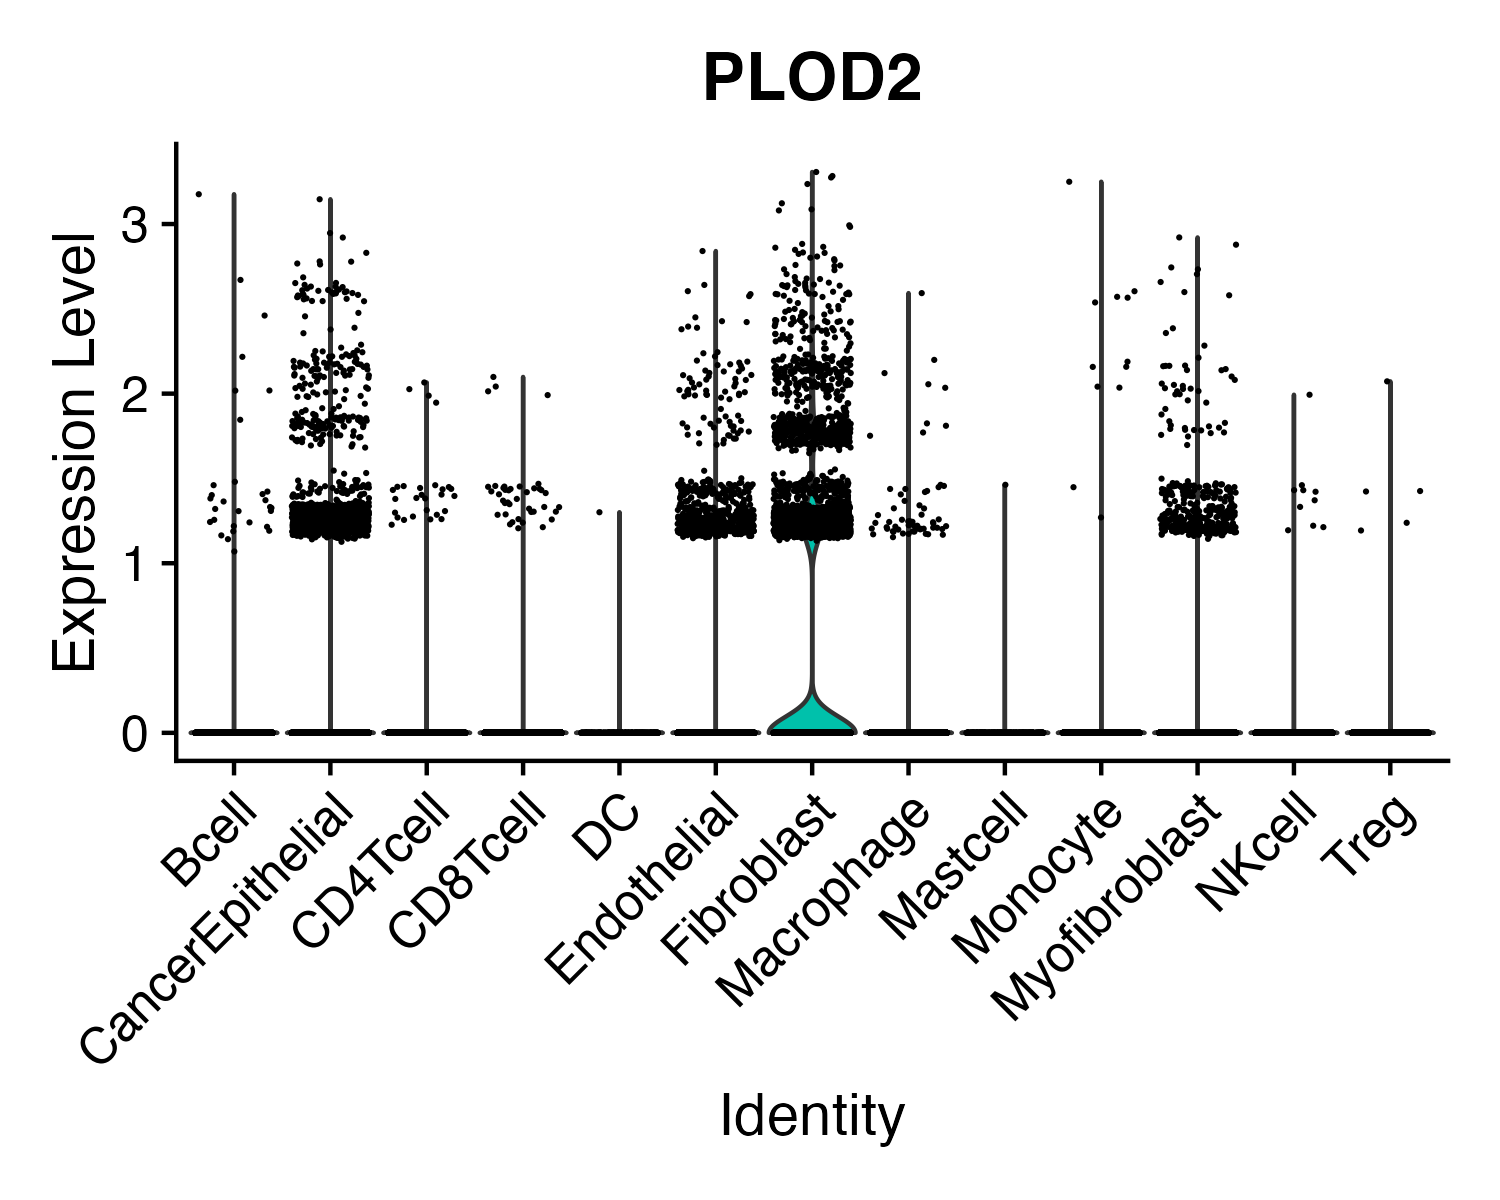 PLOD2
Expression Level
3
2
1
0
Bcell
CancerEpithelial
CD4Tcell
CD8Tcell
DC
Endothelial
Fibroblast
Macrophage
Mastcell
Monocyte
Myofibroblast
NKcell
Treg
Identity